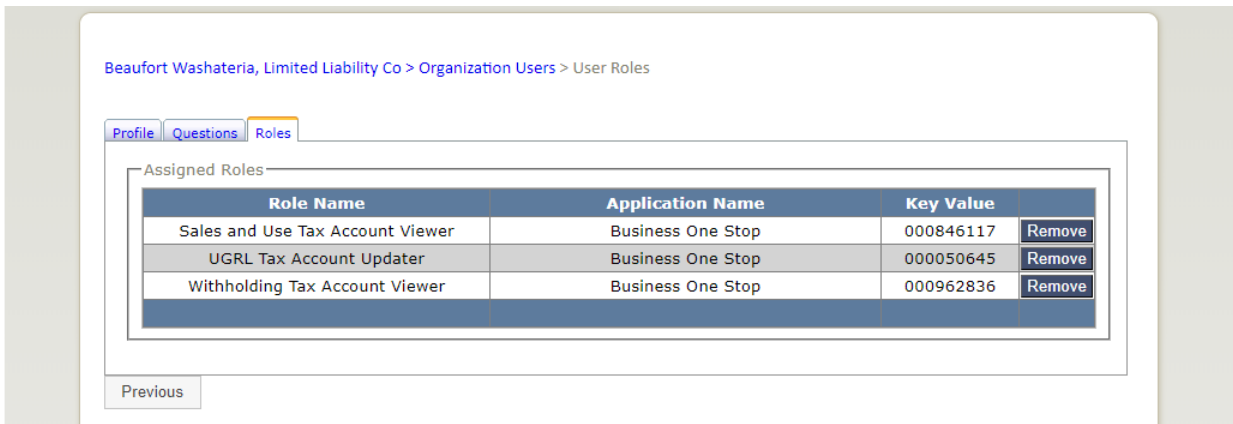 Beaufort Washateria, Limited Liability Co > Organization Users > User Roles
Profile Questions Roles
Assigned Roles
Role Name Application Name Key Value
Sales and Use Tax Account Viewer Business One Stop 000846117 Remove
UGRL Tax Account Updater Business One Stop 000050645 Remove
Withholding Tax Account Viewer Business One Stop 000962836 Remove
Previous